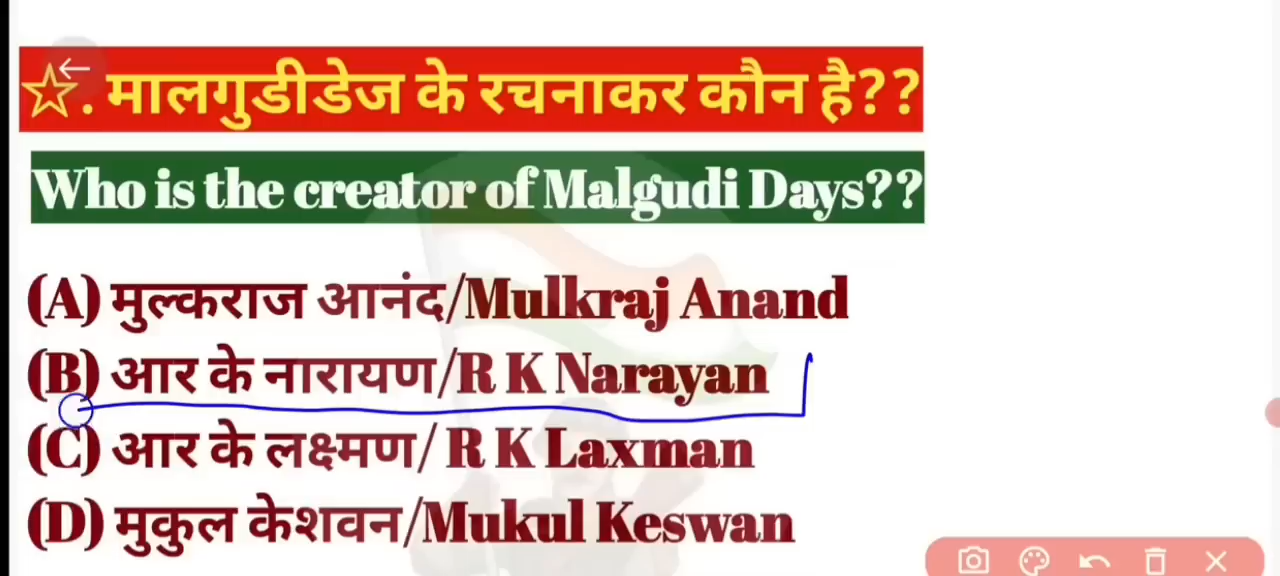 ☆. मालगुडीडेज के रचनाकर कौन है??
Who is the creator of Malgudi Days??
(A) मुल्कराज आनंद/Mulkraj Anand
(B) आर के नारायण/R K Narayan
(C) आर के लक्ष्मण/ R K Laxman
(D) मुकुल केशवन/Mukul Keswan